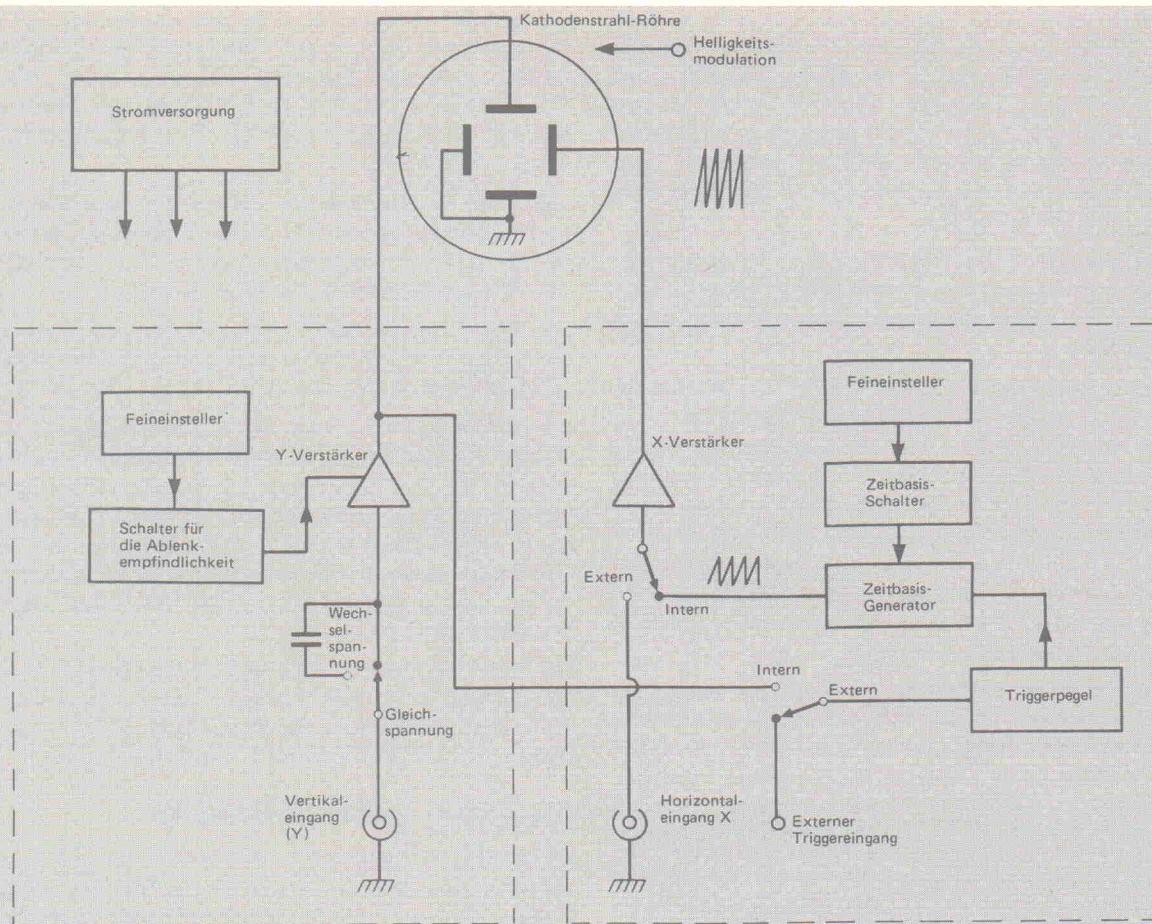 Kathodenstrahl-Röhre
Helligkeits-
modulation
Stromversorgung
Feineinsteller
Y-Verstärker
Schalter für
die Ablenk-
empfindlichkeit
Wech-
sel-
span-
nung
Gleich-
spannung
Vertikal-
eingang
(Y)
Feineinsteller
X-Verstärker
Zeitbasis-
Schalter
Extern
Intern
Zeitbasis-
Generator
Intern
Extern
Triggerpegel
Horizontal-
eingang X
Externer
Triggereingang